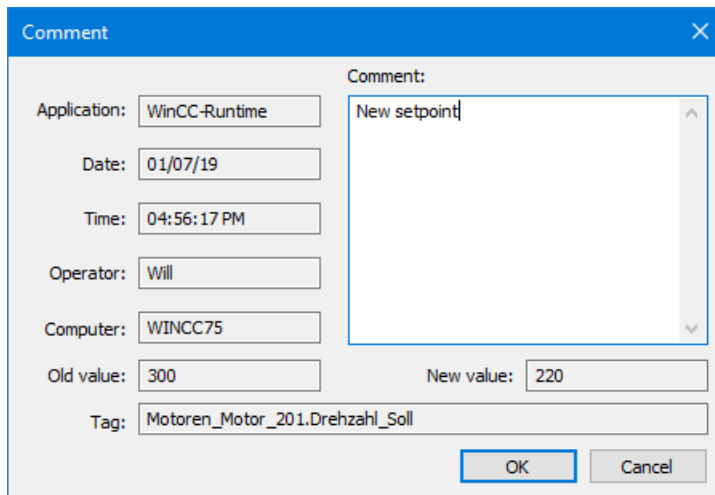 Comment
Comment:
Application: WinCC-Runtime
New setpoint
Date: 01/07/19
Time: 04:56:17 PM
Operator: Will
Computer: WINCC75
Old value: 300
New value: 220
Tag: Motoren_Motor_201.Drehzahl_Soll
OK
Cancel